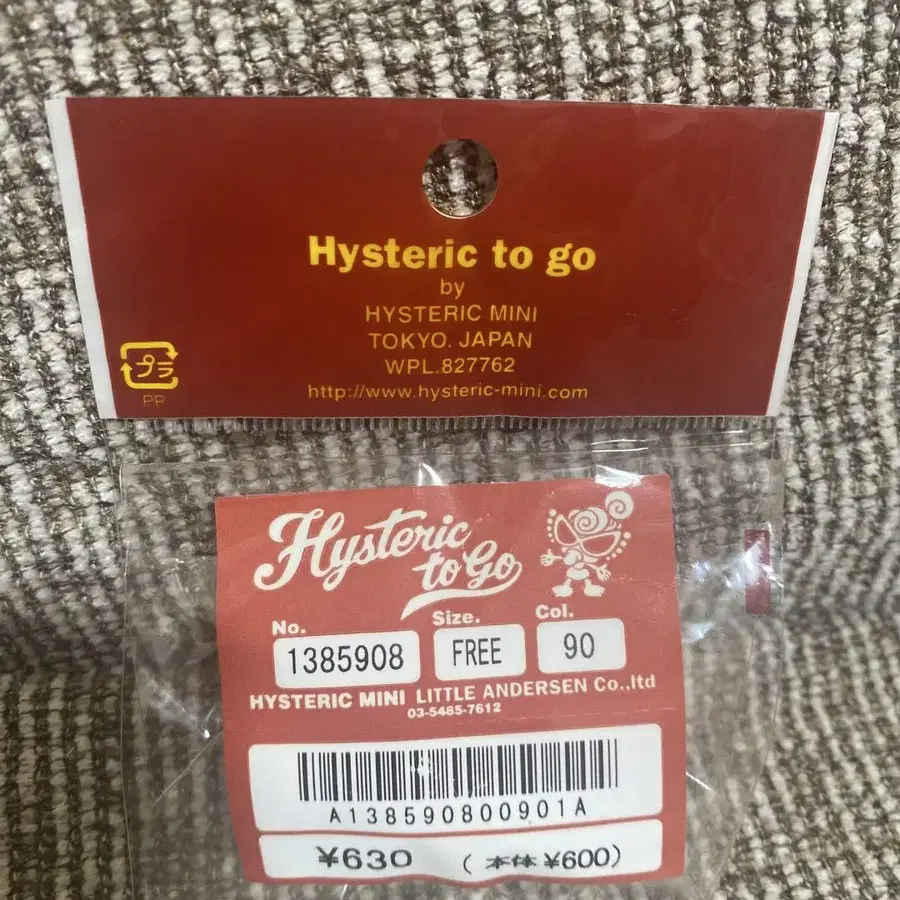 Hysteric to go
by
HYSTERIC MINI
TOKYO. JAPAN
WPL.827762
http://www.hysteric-mini.com
プラ
PP
Hysteric
to Go
No. Size. Col.
1385908 FREE 90
HYSTERIC MINI LITTLE ANDERSEN Co.,ltd
03-5485-7612
A138590800901A
¥630 (本体¥600)